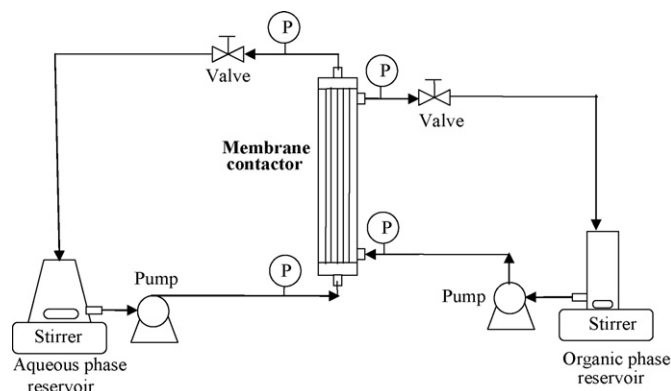 P
P
Valve
Valve
Membrane
contactor
P
Pump
P
Pump
Stirrer
Stirrer
Aqueous phase
reservoir
Organic phase
reservoir